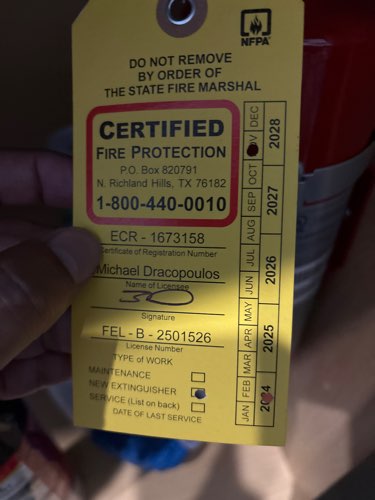 NFPA
DO NOT REMOVE
BY ORDER OF
THE STATE FIRE MARSHAL
CERTIFIED
FIRE PROTECTION
P.O. Box 820791
N. Richland Hills, TX 76182
1-800-440-0010
ECR - 1673158
Certificate of Registration Number
Michael Dracopoulos
Name of Licensee
Signature
FEL - B - 2501526
License Number
TYPE OF WORK
MAINTENANCE
NEW EXTINGUISHER
SERVICE (List on back)
DATE OF LAST SERVICE
JAN FEB MAR APR MAY JUN JUL AUG SEP OCT DEC
2024 2025 2026 2027 2028